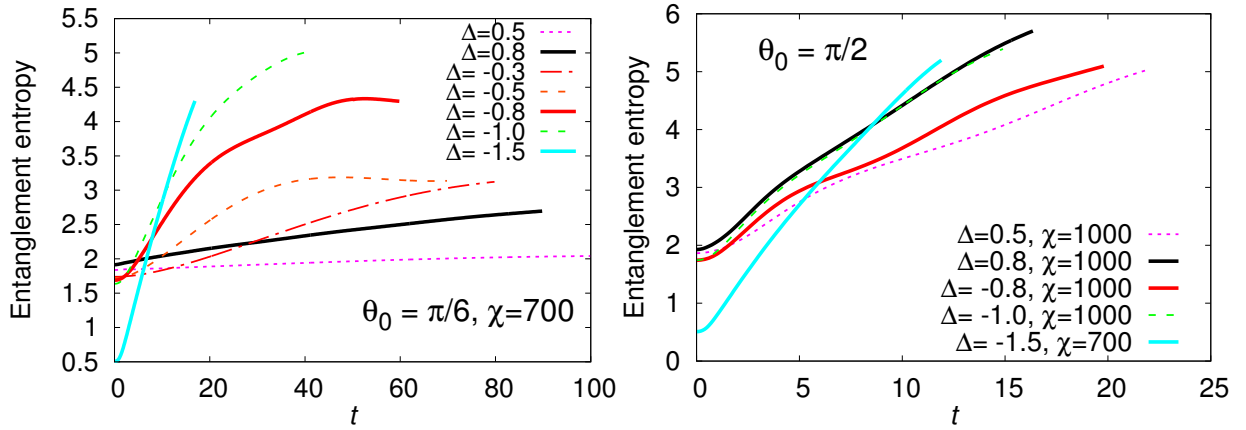 5.5
5
4.5
4
3.5
3
2.5
2
1.5
1
0.5
0 20 40 60 80 100
Entanglement entropy
t
Δ=0.5
Δ=0.8
Δ= -0.3
Δ= -0.5
Δ= -0.8
Δ= -1.0
Δ= -1.5
θ₀ = π/6, χ=700
6
5
4
3
2
1
0
0 5 10 15 20 25
Entanglement entropy
t
θ₀ = π/2
Δ=0.5, χ=1000
Δ=0.8, χ=1000
Δ= -0.8, χ=1000
Δ= -1.0, χ=1000
Δ= -1.5, χ=700